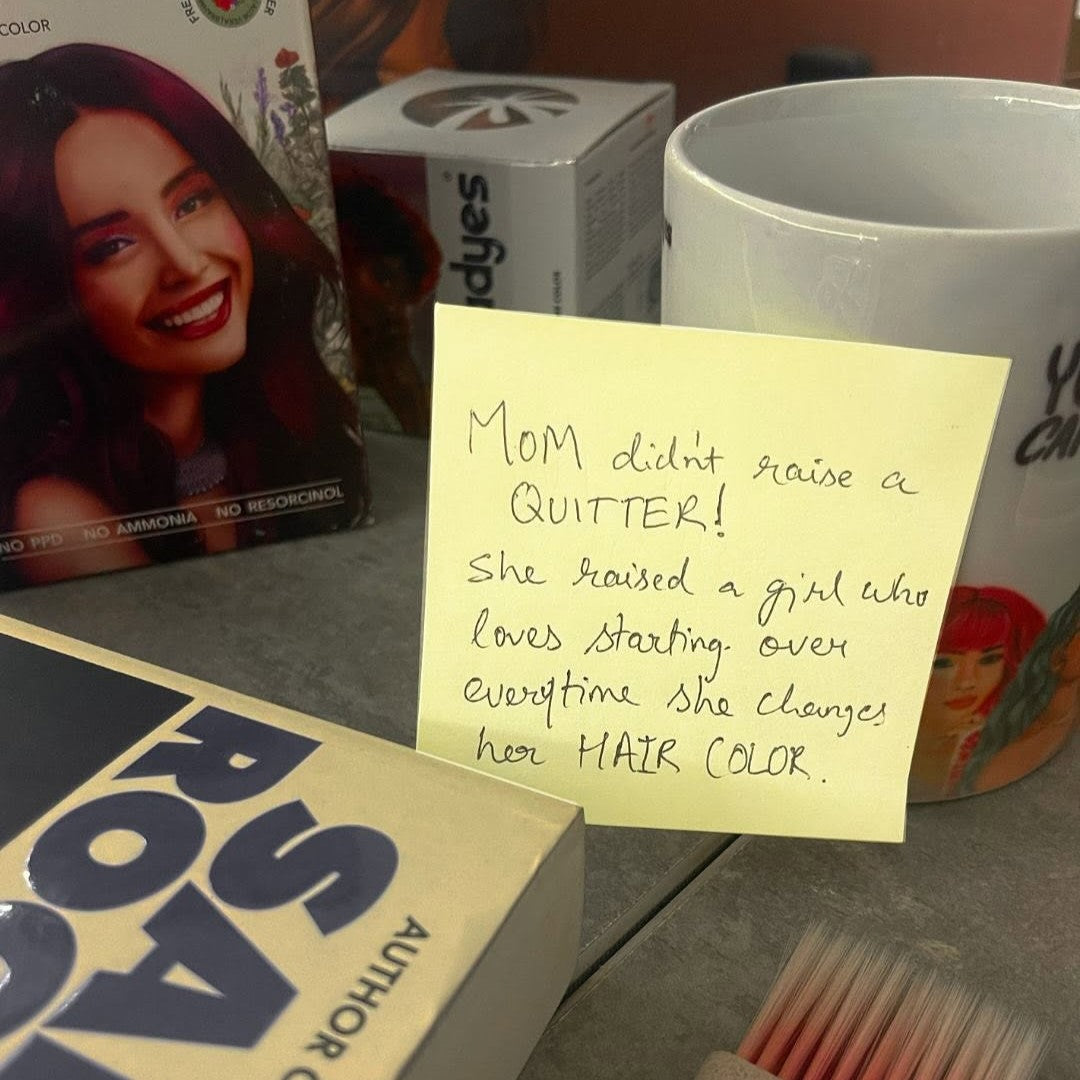 COLOR
MOM didn't raise a
QUITTER!
She raised a girl who
loves starting over
everytime she changes
her HAIR COLOR.
NO PPD NO AMMONIA NO RESORCINOL
AUTHOR